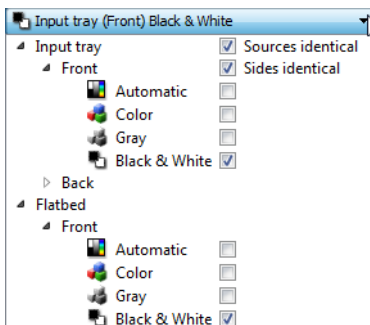 Input tray (Front) Black & White
Input tray Sources identical
Front Sides identical
Automatic
Color
Gray
Black & White
Back
Flatbed
Front
Automatic
Color
Gray
Black & White